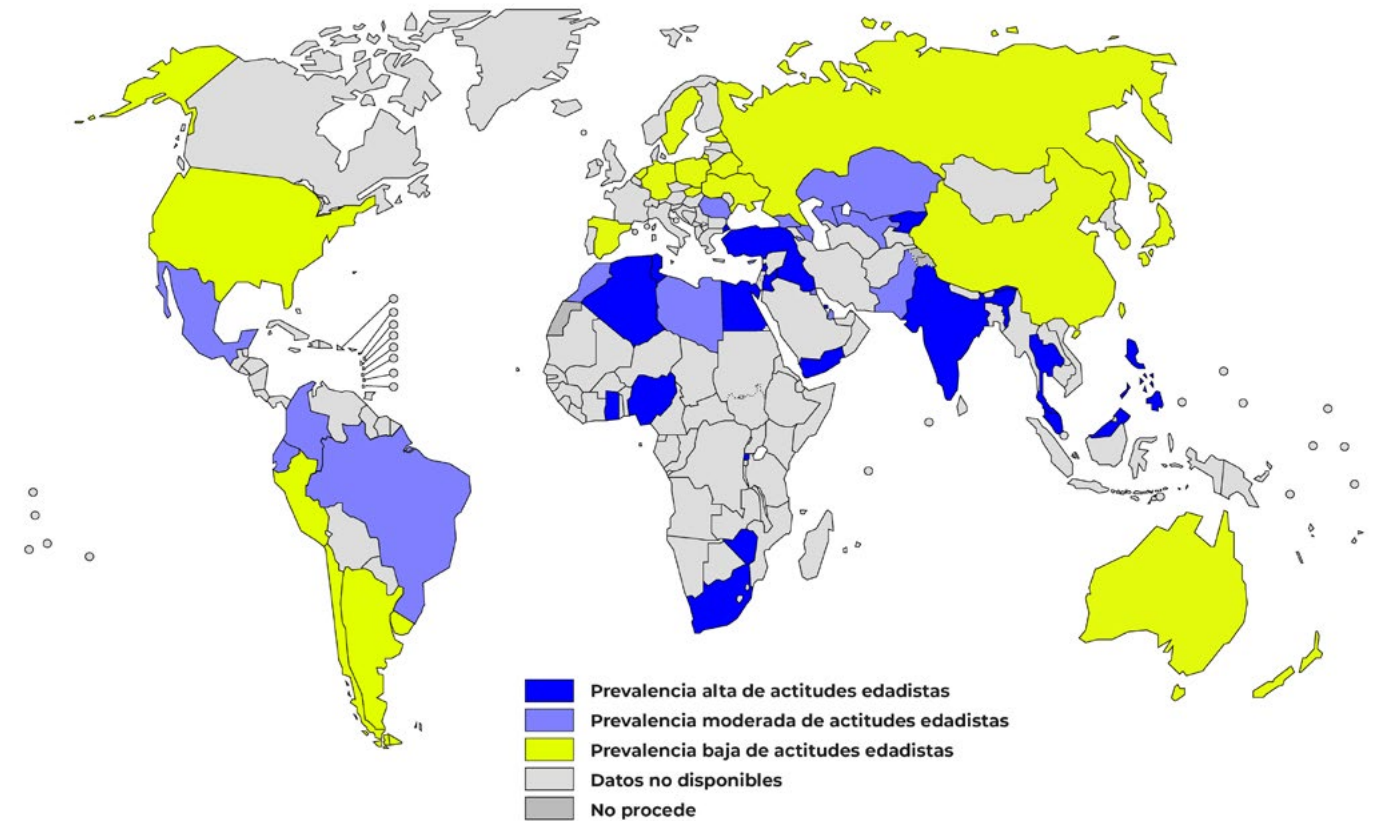 Prevalencia alta de actitudes edadistas
Prevalencia moderada de actitudes edadistas
Prevalencia baja de actitudes edadistas
Datos no disponibles
No procede